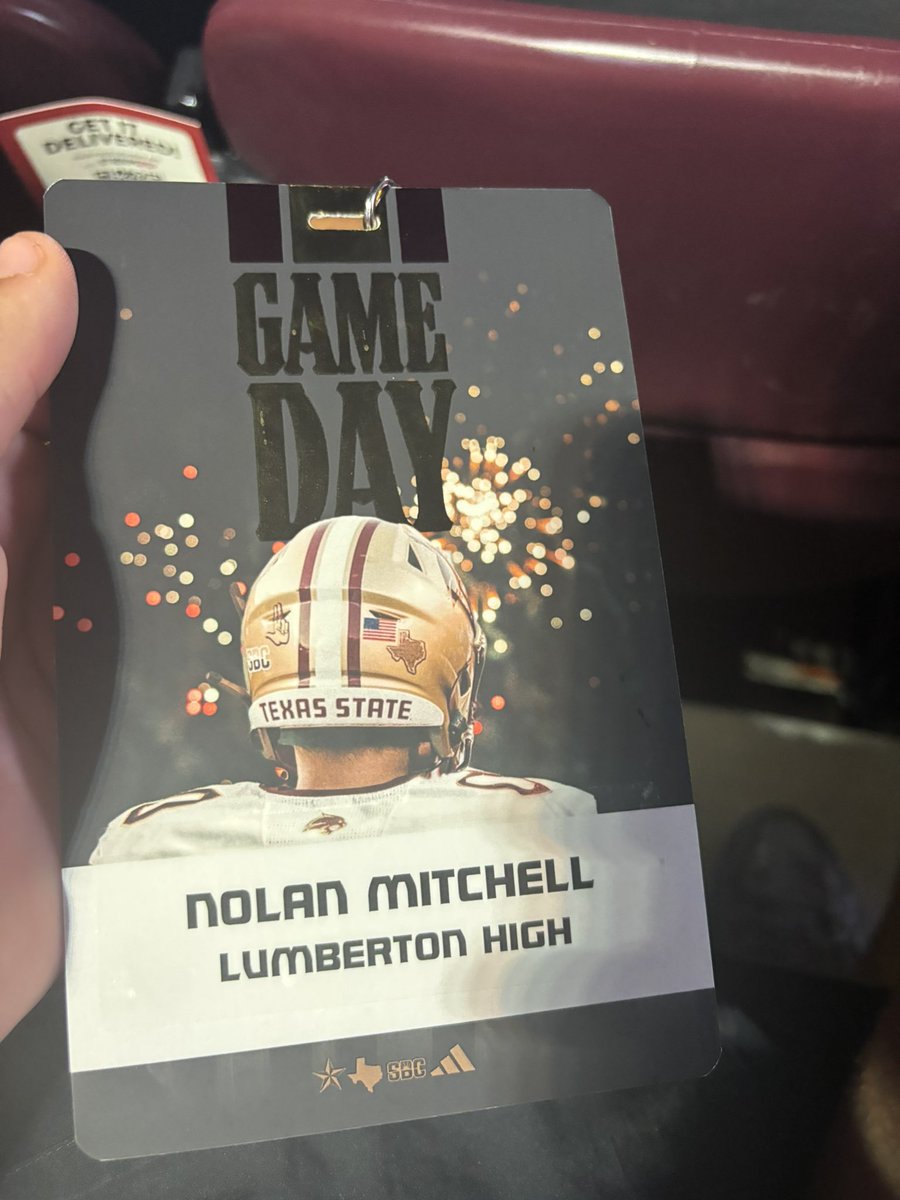 GET IT
DELIVERED!
GAME
DAY
SBC
TEXAS STATE
NOLAN MITCHELL
LUMBERTON HIGH
SBC